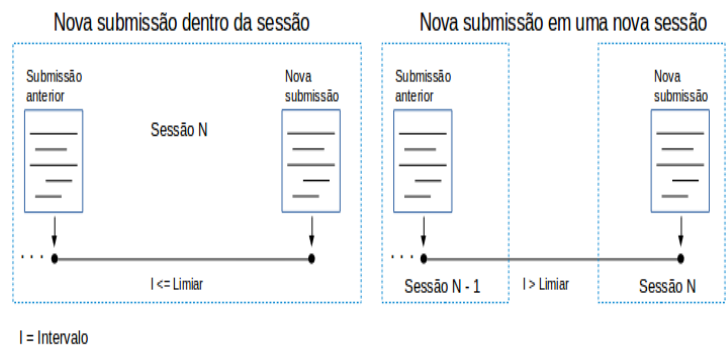 Nova submissão dentro da sessão
Submissão
anterior
Nova
submissão
Sessão N
. . .
I <= Limiar
Nova submissão em uma nova sessão
Submissão
anterior
Nova
submissão
. . .
Sessão N - 1
I > Limiar
Sessão N
I = Intervalo